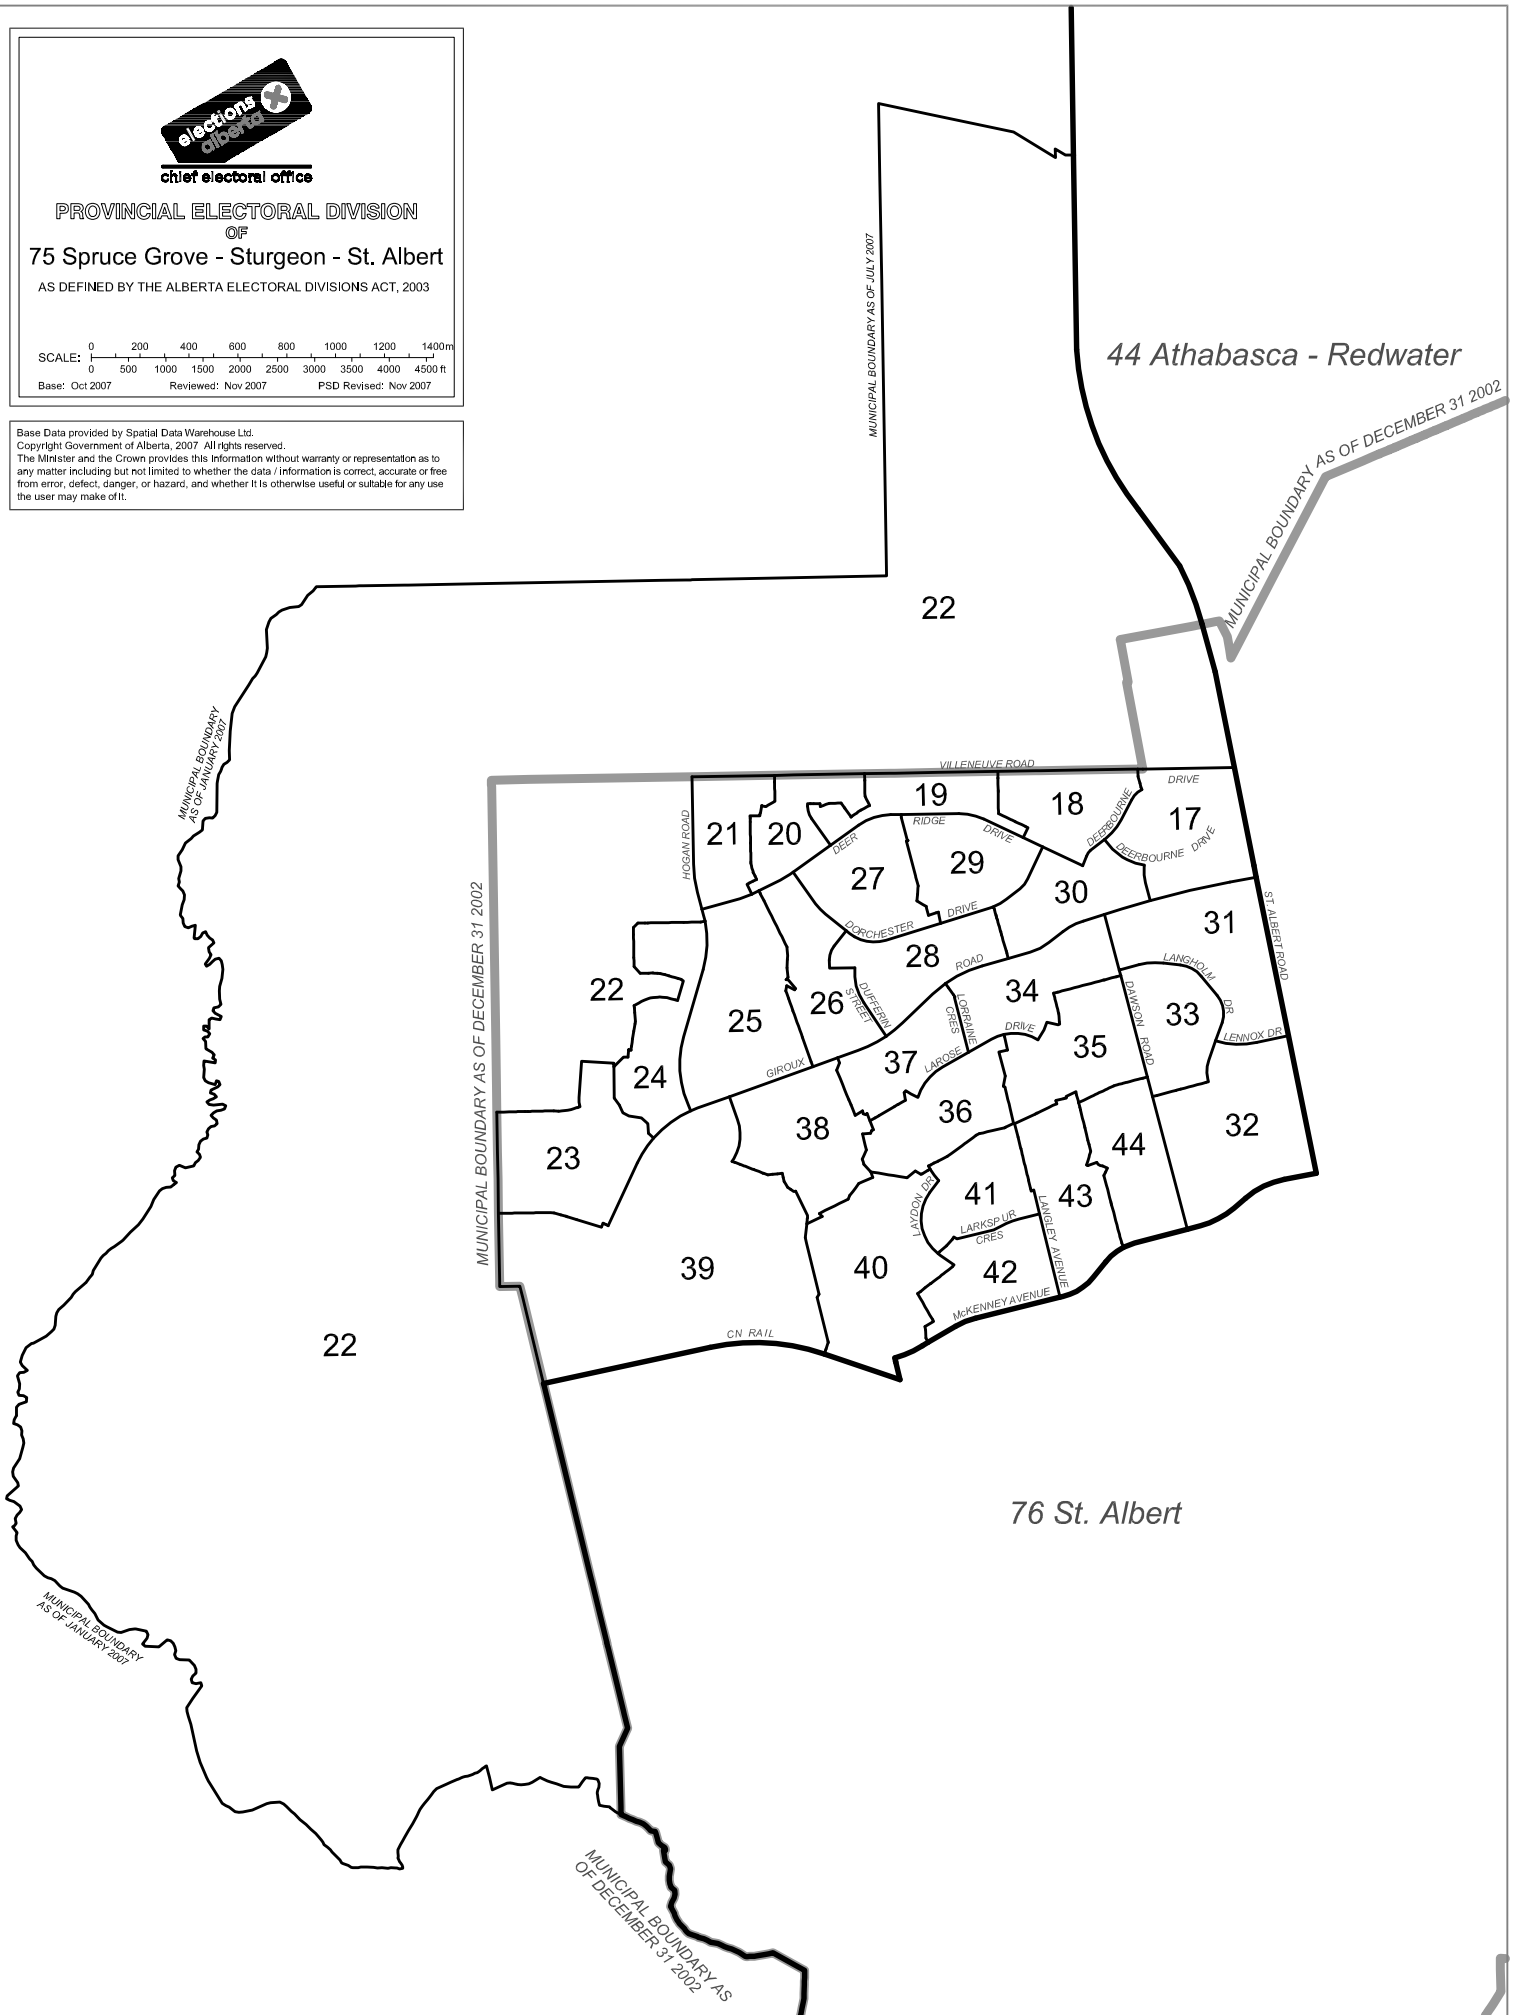 elections
alberta
chief electoral office
PROVINCIAL ELECTORAL DIVISION
OF
75 Spruce Grove - Sturgeon - St. Albert
AS DEFINED BY THE ALBERTA ELECTORAL DIVISIONS ACT, 2003
0 200 400 600 800 1000 1200 1400m
SCALE:
0 500 1000 1500 2000 2500 3000 3500 4000 4500 ft
Base: Oct 2007 Reviewed: Nov 2007 PSD Revised: Nov 2007
Base Data provided by Spatial Data Warehouse Ltd.
Copyright Government of Alberta, 2007 All rights reserved.
The Minister and the Crown provides this information without warranty or representation as to
any matter including but not limited to whether the data / information is correct, accurate or free
from error, defect, danger, or hazard, and whether it is otherwise useful or suitable for any use
the user may make of it.
MUNICIPAL BOUNDARY AS OF JULY 2007
44 Athabasca - Redwater
MUNICIPAL BOUNDARY AS OF DECEMBER 31 2002
22
MUNICIPAL BOUNDARY
AS OF JANUARY 2007
VILLENEUVE ROAD
DRIVE
19
18
17
DEERBOURNE
DEERBOURNE DRIVE
21
20
HOGAN ROAD
DEER
RIDGE
DRIVE
27
29
30
DORCHESTER
DRIVE
MUNICIPAL BOUNDARY AS OF DECEMBER 31 2002
31
ST. ALBERT ROAD
28
ROAD
LANGHOLM
DR
22
25
26
DUFFERIN
STREET
LORRAINE
CRES
34
DRIVE
DAWSON ROAD
33
LENNOX DR
35
37
LAROSE
GIROUX
24
36
38
32
44
23
43
41
LAYDON DR
LARKSPUR
CRES
LANGLEY AVENUE
39
40
42
McKENNEY AVENUE
CN RAIL
22
76 St. Albert
MUNICIPAL BOUNDARY
AS OF JANUARY 2007
MUNICIPAL BOUNDARY AS
OF DECEMBER 31 2002